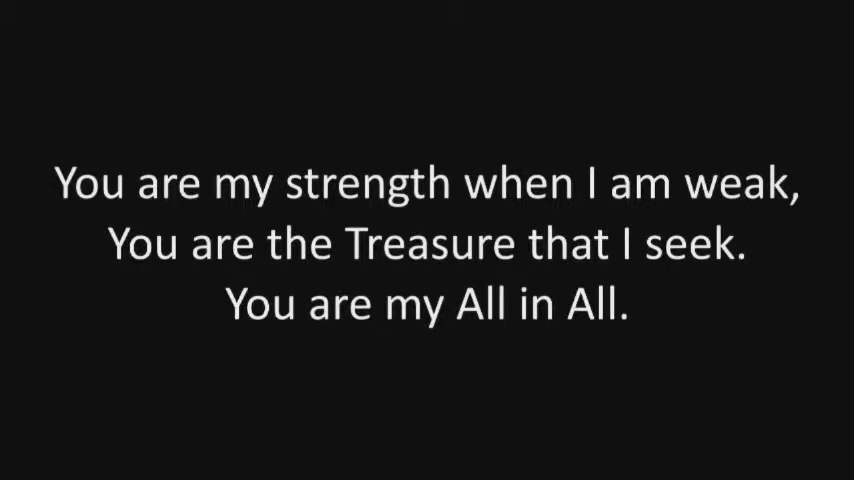 You are my strength when I am weak,
You are the Treasure that I seek.
You are my All in All.